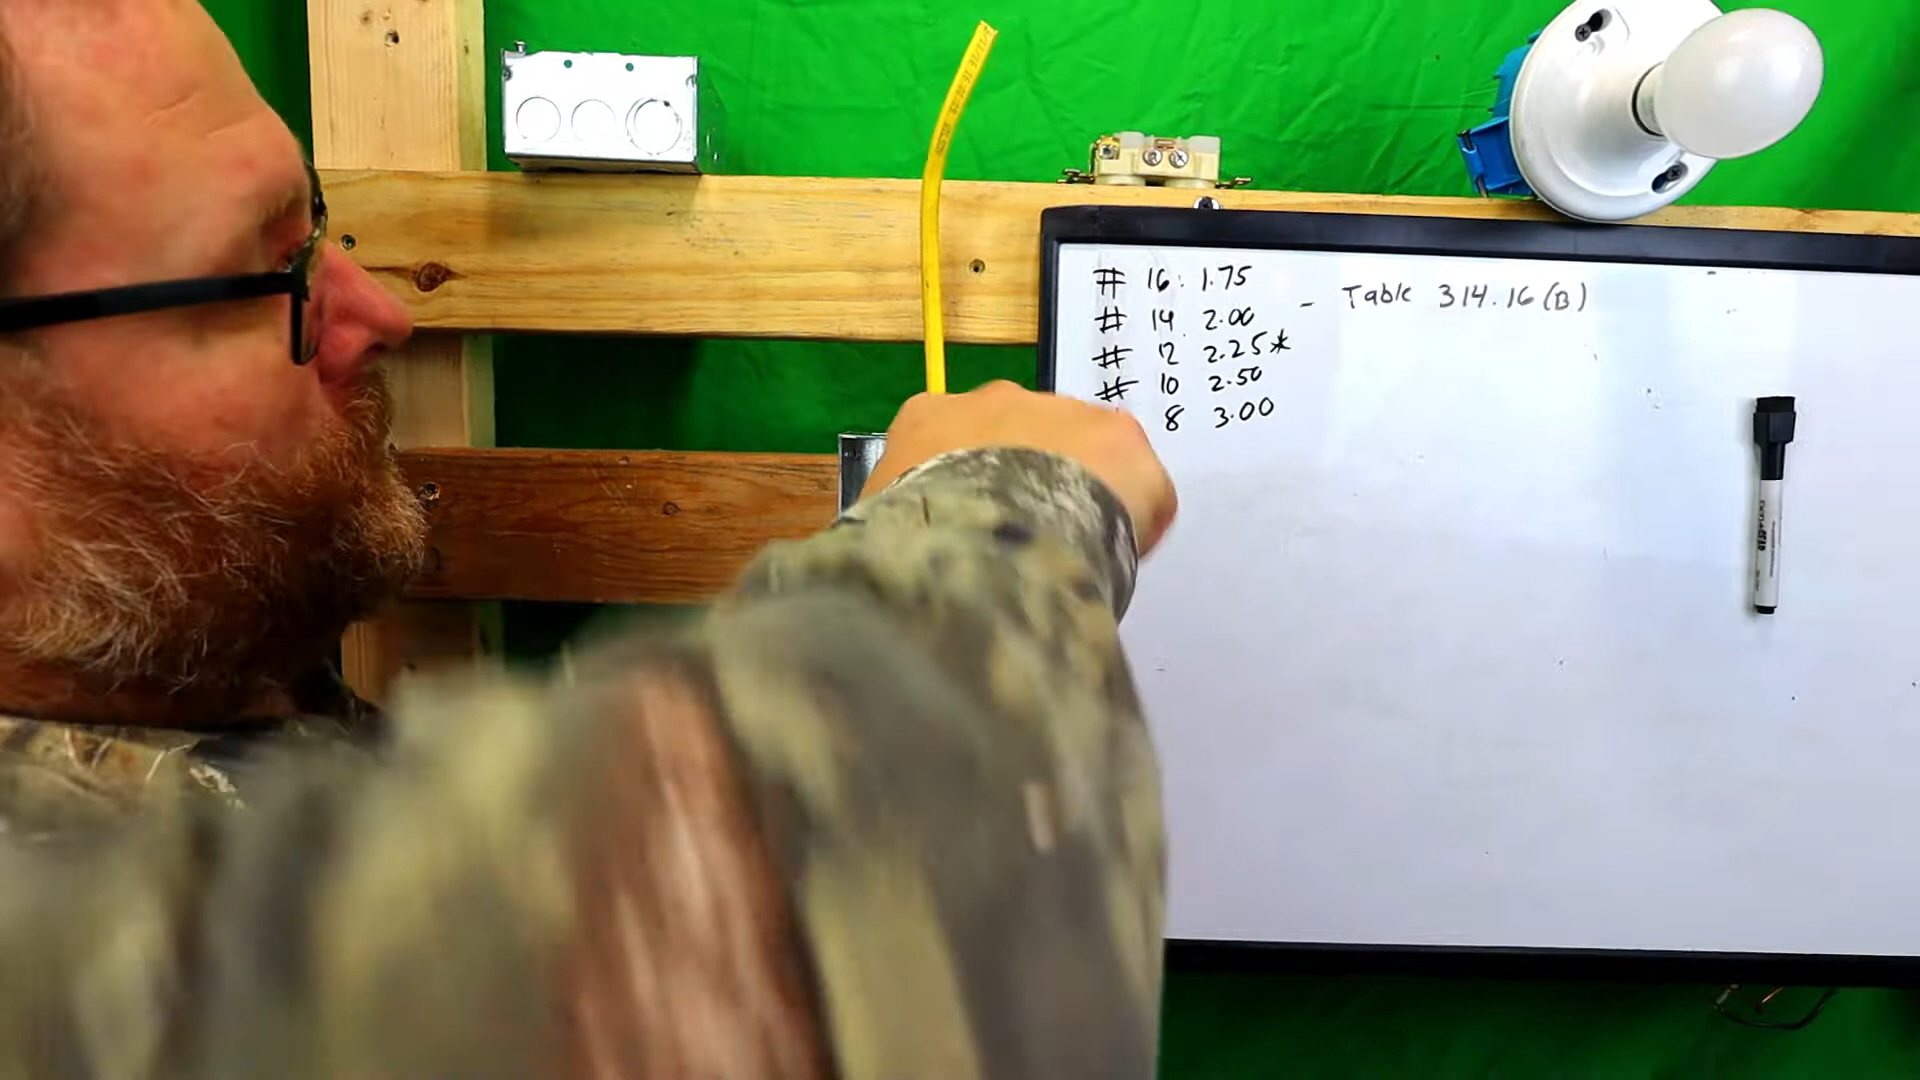 # 16: 1.75
- Table 314.16(B)
# 14 2.00
# 12 2.25*
# 10 2.50
8 3.00